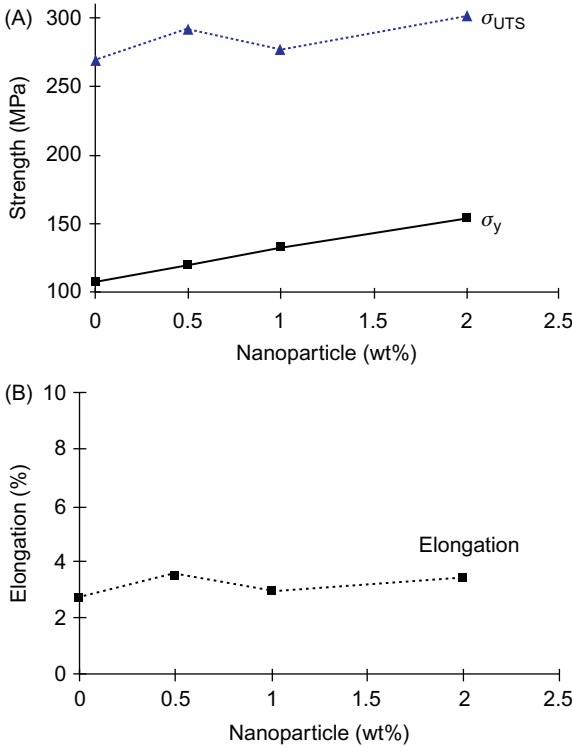 (A)
300
σUTS
250
Strength (MPa)
200
150
σy
100
0 0.5 1 1.5 2 2.5
Nanoparticle (wt%)
(B)
10
8
Elongation (%)
6
Elongation
4
2
0
0 0.5 1 1.5 2 2.5
Nanoparticle (wt%)